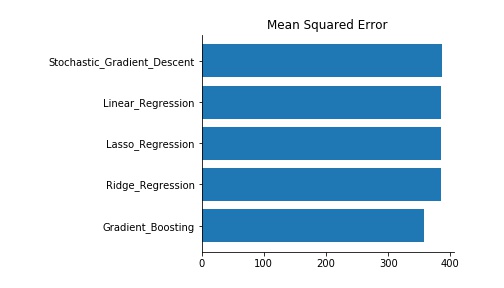 Mean Squared Error
Stochastic_Gradient_Descent
Linear_Regression
Lasso_Regression
Ridge_Regression
Gradient_Boosting
0 100 200 300 400